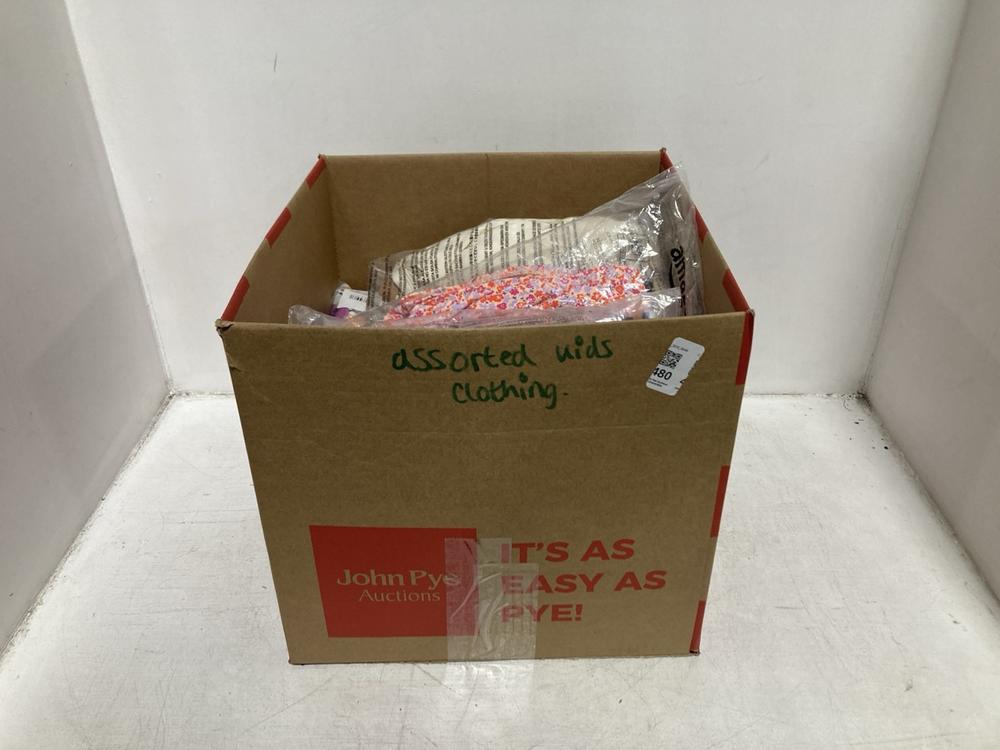 assorted kids
clothing.
480
John Pye
Auctions
IT'S AS
EASY AS
PYE!